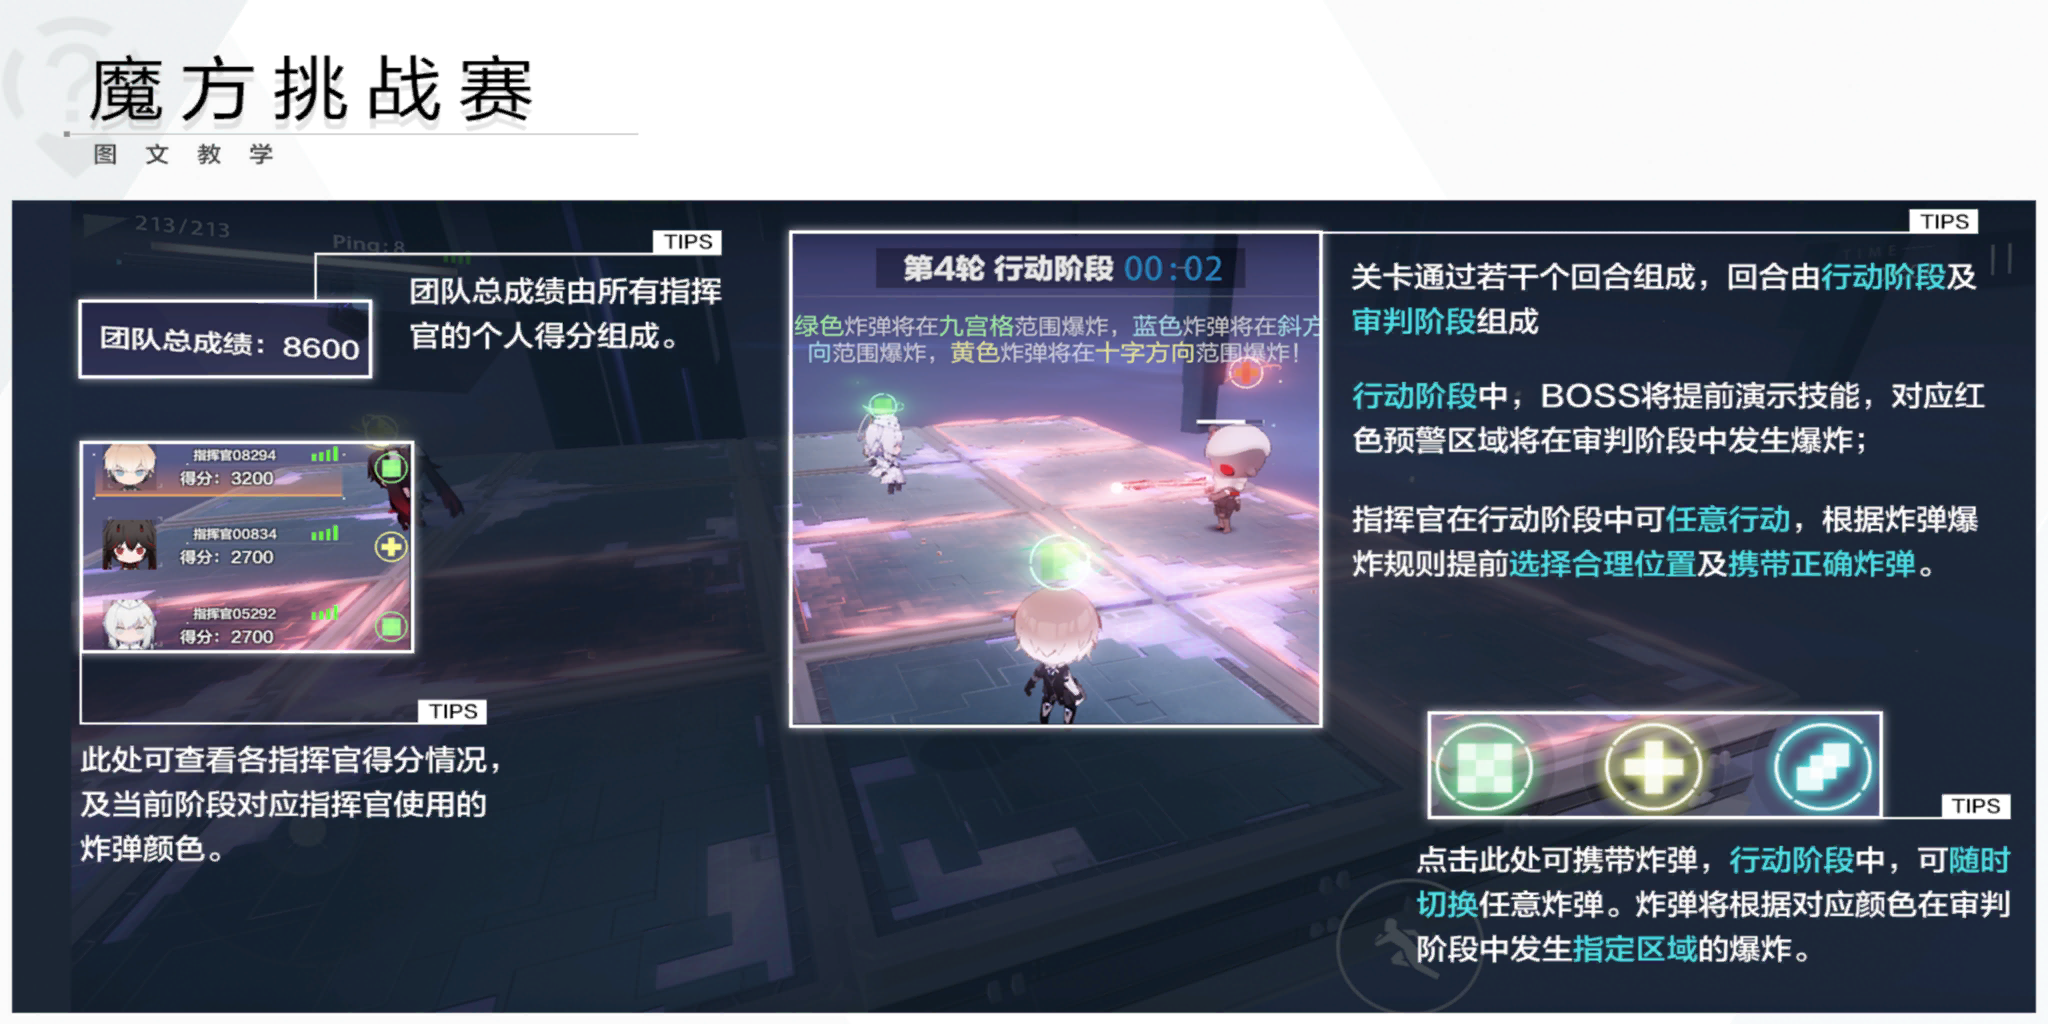 魔方挑战赛
图文教学
213/213
Ping:8
TIPS
团队总成绩由所有指挥
官的个人得分组成。
团队总成绩：8600
指挥官08294
得分：3200
指挥官00834
得分：2700
指挥官05292
得分：2700
TIPS
此处可查看各指挥官得分情况，
及当前阶段对应指挥官使用的
炸弹颜色。
第4轮 行动阶段 00:02
绿色炸弹将在九宫格范围爆炸，蓝色炸弹将在斜方
向范围爆炸，黄色炸弹将在十字方向范围爆炸！
TIPS
TIME
关卡通过若干个回合组成，回合由行动阶段及
审判阶段组成
行动阶段中，BOSS将提前演示技能，对应红
色预警区域将在审判阶段中发生爆炸；
指挥官在行动阶段中可任意行动，根据炸弹爆
炸规则提前选择合理位置及携带正确炸弹。
TIPS
点击此处可携带炸弹，行动阶段中，可随时
切换任意炸弹。炸弹将根据对应颜色在审判
阶段中发生指定区域的爆炸。